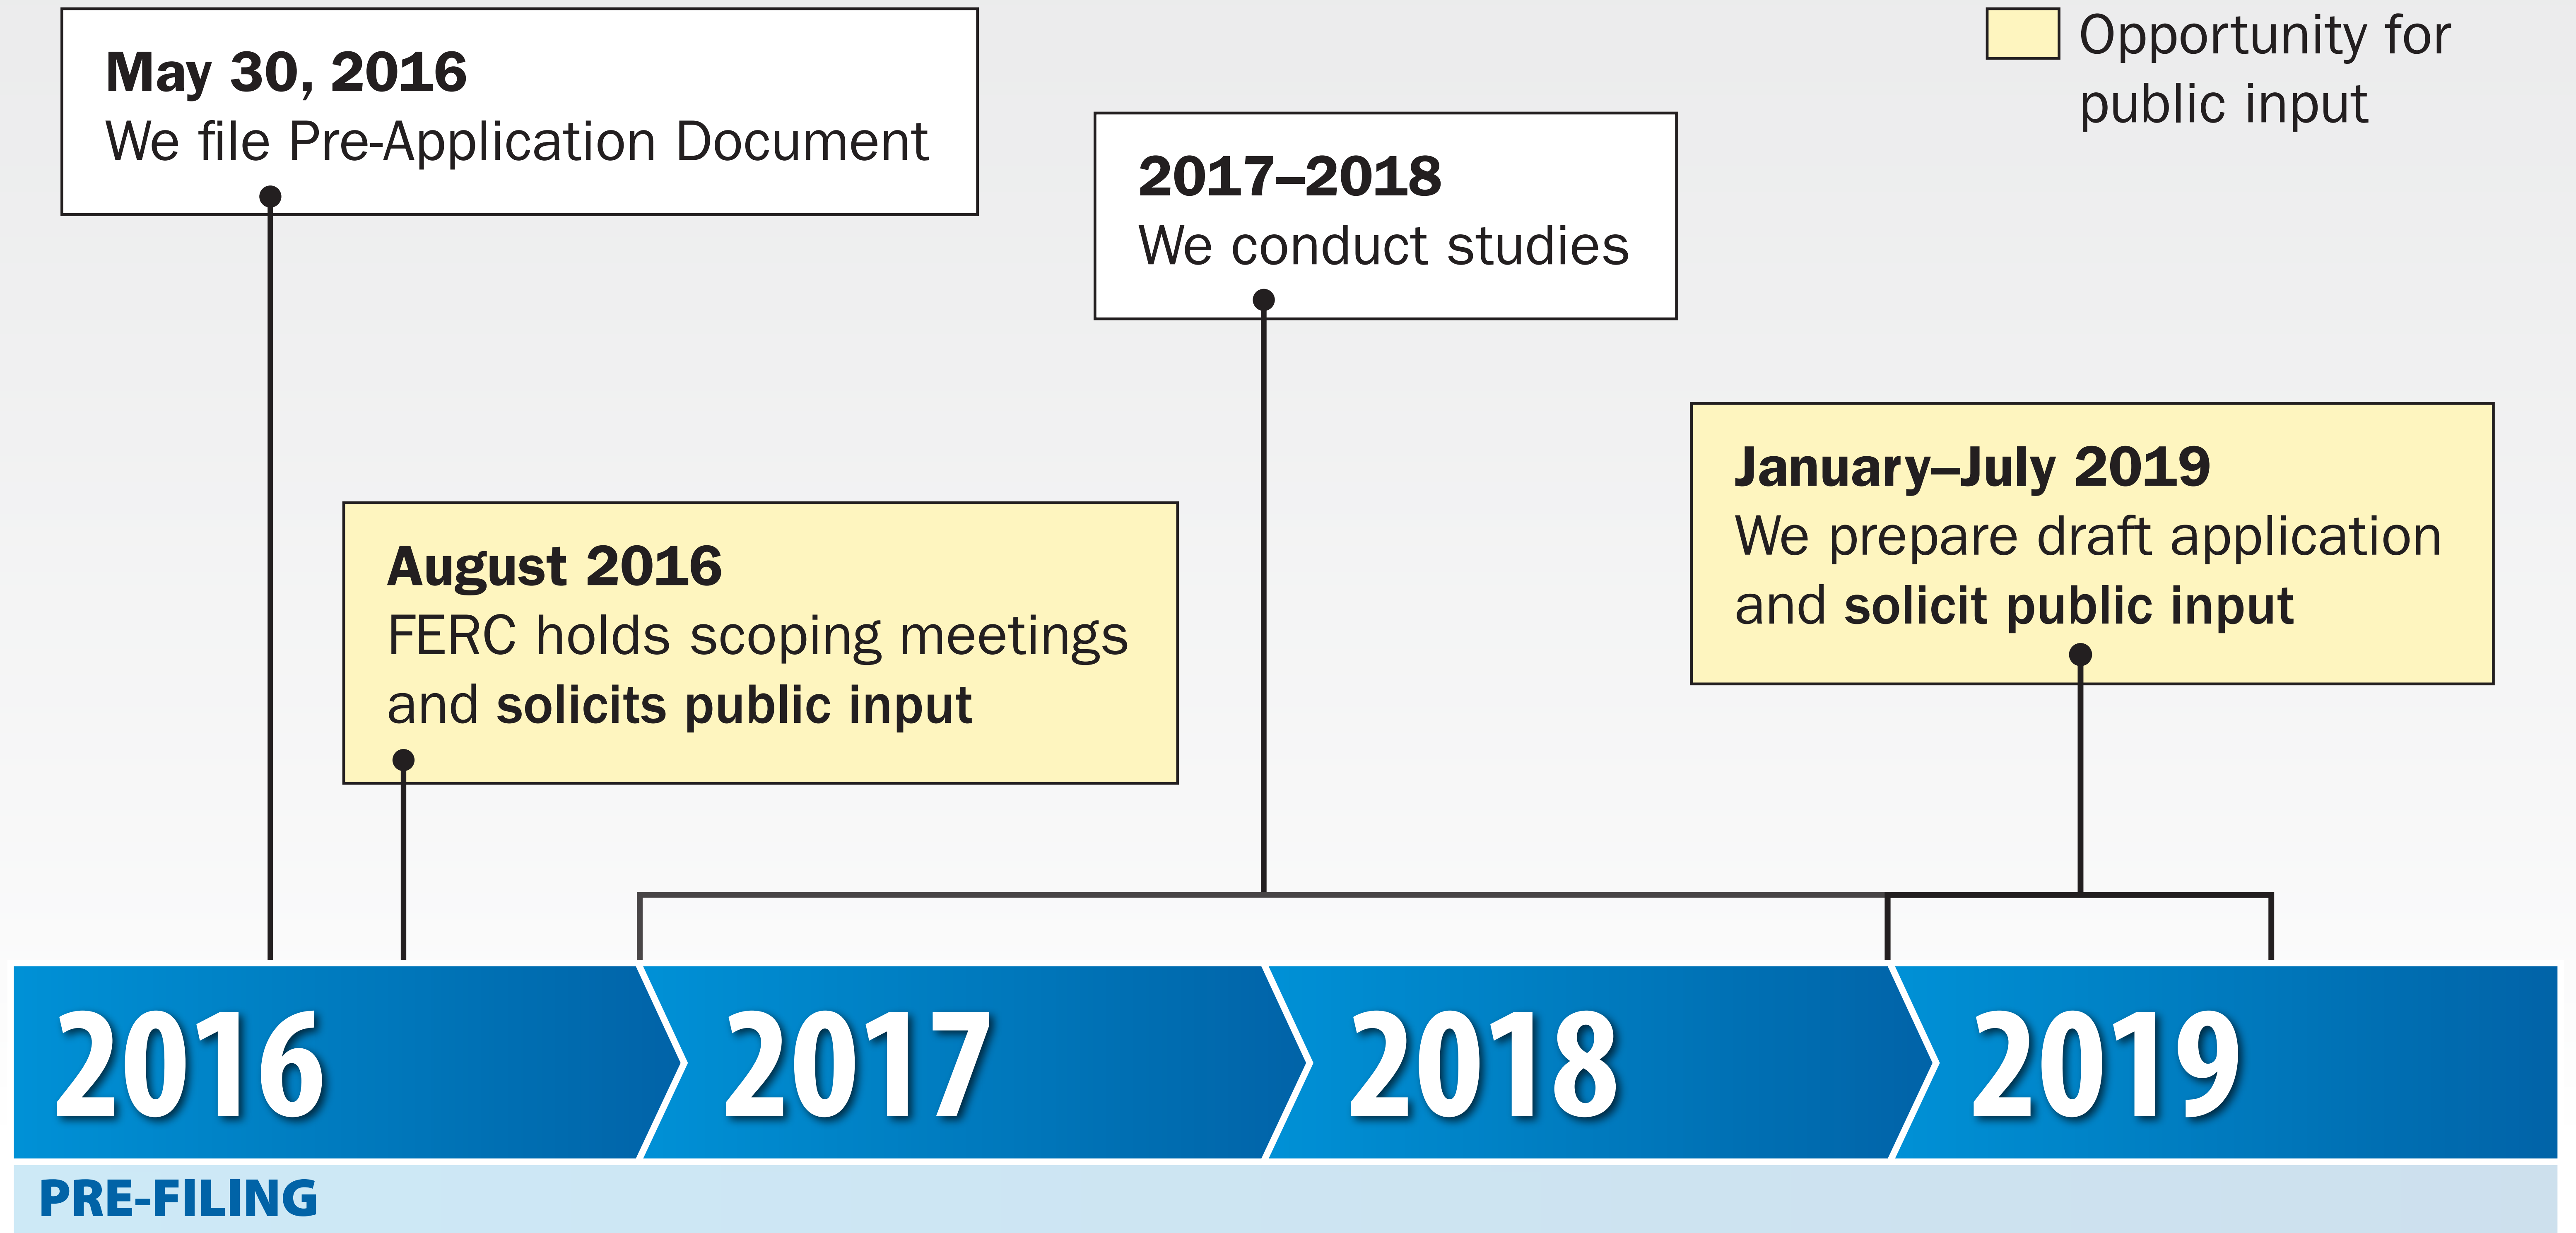 May 30, 2016
We file Pre-Application Document
Opportunity for
public input
2017–2018
We conduct studies
January–July 2019
We prepare draft application
and solicit public input
August 2016
FERC holds scoping meetings
and solicits public input
2016
2017
2018
2019
PRE-FILING